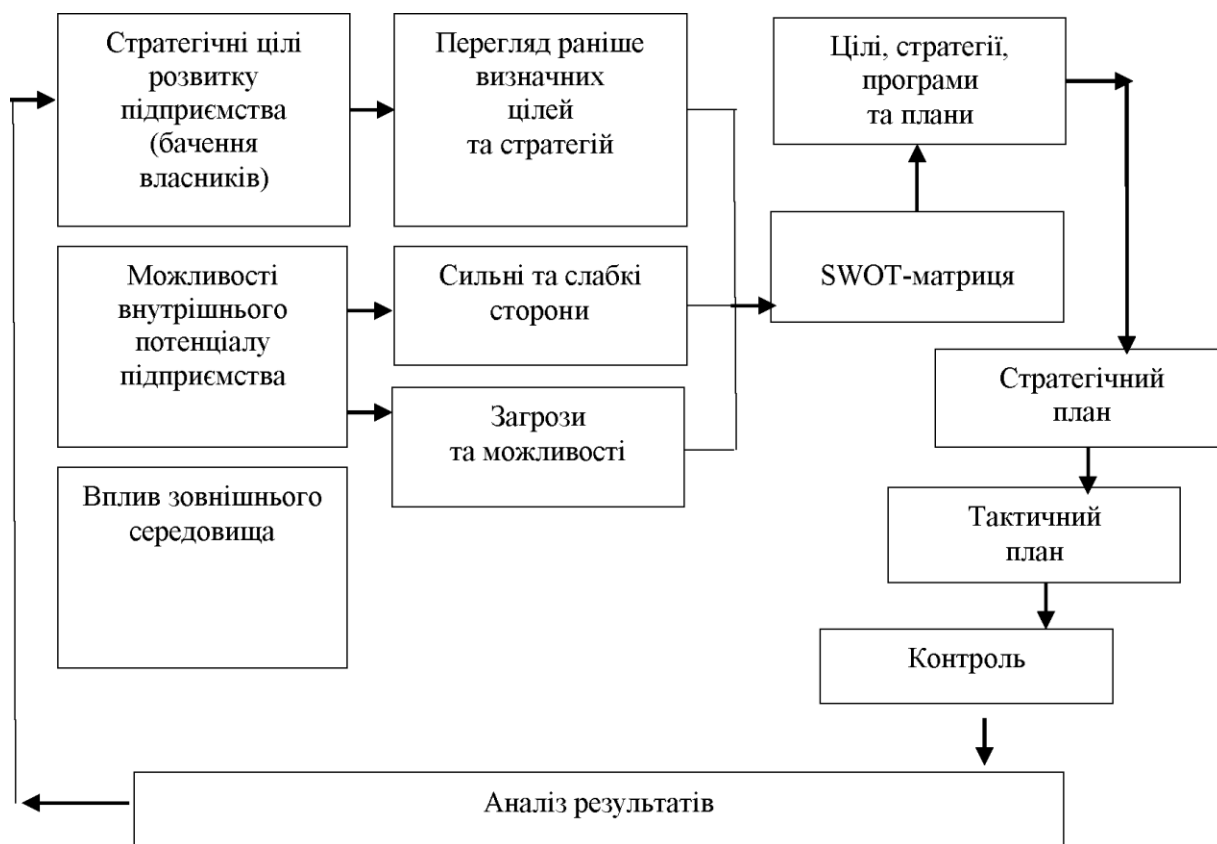 Стратегічні цілі
розвитку
підприємства
(бачення
власників)
Перегляд раніше
визначних
цілей
та стратегій
Цілі, стратегії,
програми
та плани
Можливості
внутрішнього
потенціалу
підприємства
Сильні та слабкі
сторони
SWOT-матриця
Стратегічний
план
Загрози
та можливості
Вплив зовнішнього
середовища
Тактичний
план
Контроль
Аналіз результатів